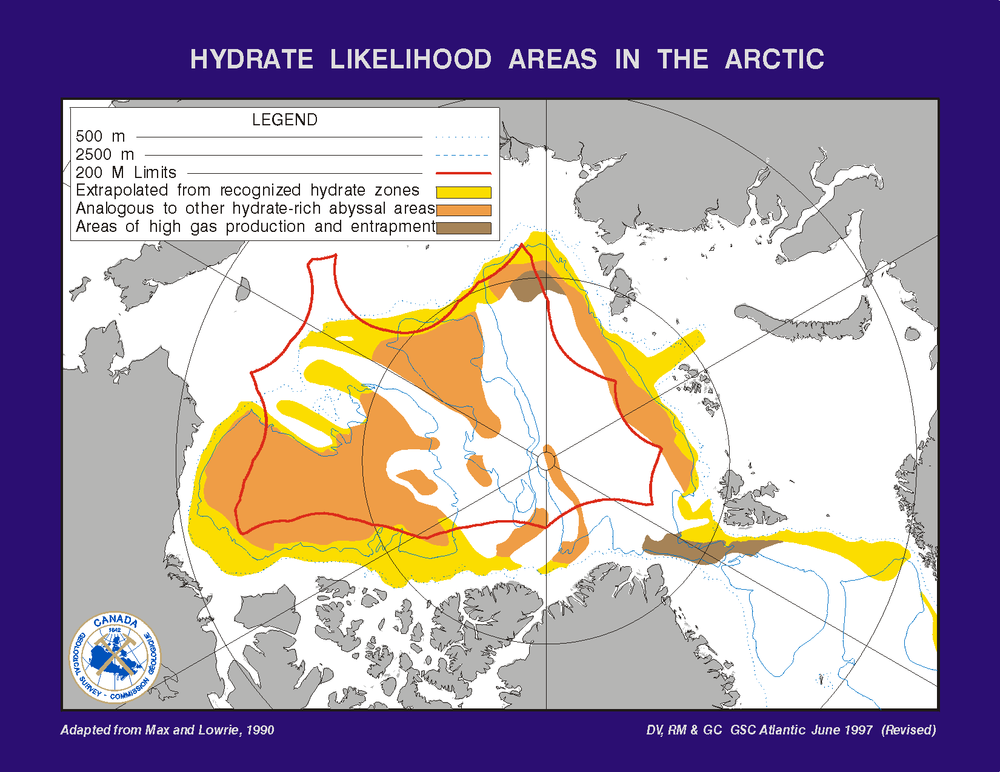 HYDRATE LIKELIHOOD AREAS IN THE ARCTIC
LEGEND
500 m
2500 m
200 M Limits
Extrapolated from recognized hydrate zones
Analogous to other hydrate-rich abyssal areas
Areas of high gas production and entrapment
CANADA
1842
GEOLOGICAL SURVEY - COMMISSION GÉOLOGIQUE
Adapted from Max and Lowrie, 1990
DV, RM & GC GSC Atlantic June 1997 (Revised)